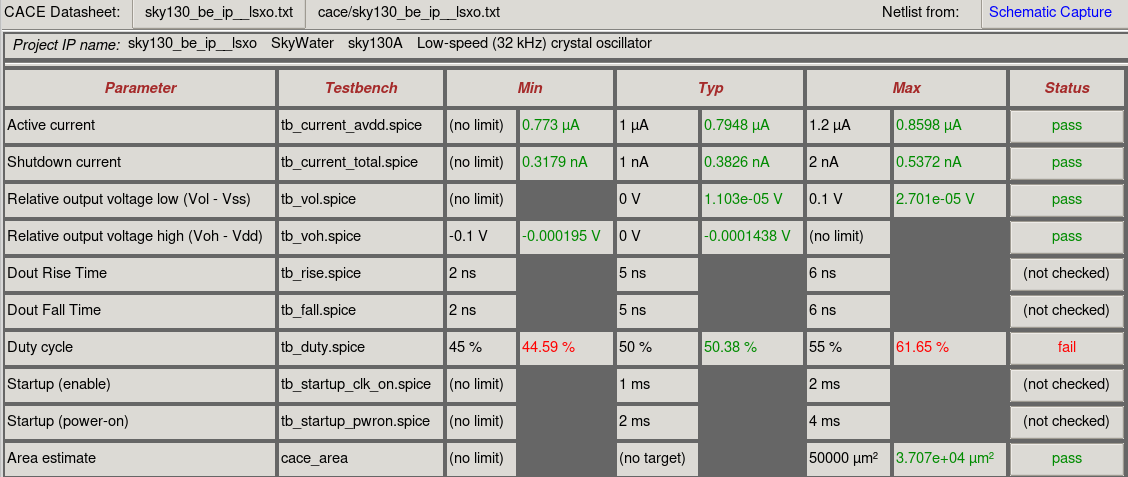 CACE Datasheet: sky130_be_ip__lsxo.txt cace/sky130_be_ip__lsxo.txt Netlist from: Schematic Capture
Project IP name: sky130_be_ip__lsxo SkyWater sky130A Low-speed (32 kHz) crystal oscillator
Parameter Testbench Min Typ Max Status
Active current tb_current_avdd.spice (no limit) 0.773 µA 1 µA 0.7948 µA 1.2 µA 0.8598 µA pass
Shutdown current tb_current_total.spice (no limit) 0.3179 nA 1 nA 0.3826 nA 2 nA 0.5372 nA pass
Relative output voltage low (Vol - Vss) tb_vol.spice (no limit) 0 V 1.103e-05 V 0.1 V 2.701e-05 V pass
Relative output voltage high (Voh - Vdd) tb_voh.spice -0.1 V -0.000195 V 0 V -0.0001438 V (no limit) pass
Dout Rise Time tb_rise.spice 2 ns 5 ns 6 ns (not checked)
Dout Fall Time tb_fall.spice 2 ns 5 ns 6 ns (not checked)
Duty cycle tb_duty.spice 45 % 44.59 % 50 % 50.38 % 55 % 61.65 % fail
Startup (enable) tb_startup_clk_on.spice (no limit) 1 ms 2 ms (not checked)
Startup (power-on) tb_startup_pwron.spice (no limit) 2 ms 4 ms (not checked)
Area estimate cace_area (no limit) (no target) 50000 µm² 3.707e+04 µm² pass